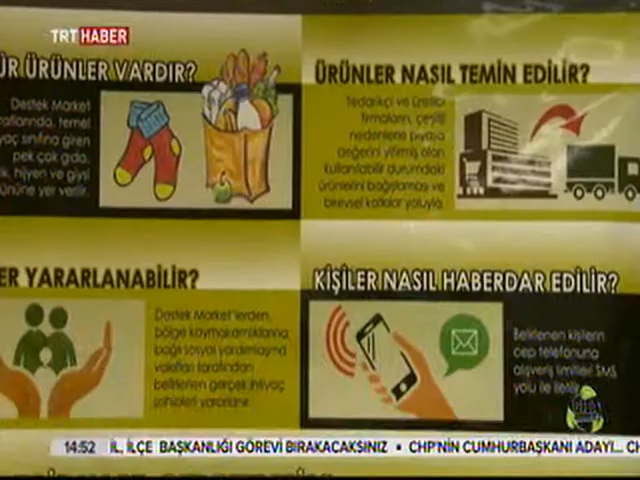 TRT HABER
ÜR ÜRÜNLER VARDIR?
Destek Market
raflarında, temel
yaç sınıfına giren
pek çok gıda,
k, hijyen ve giysi
ününe yer verilir.
ÜRÜNLER NASIL TEMİN EDİLİR?
Tedarikçi ve üretici
firmaların, çeşitli
nedenlerle piyasa
değerini yitirmiş olan
kullanılabilir durumdaki
ürünlerini bağışlaması ve
bireysel katkılar yoluyla.
ER YARARLANABİLİR?
Destek Market'lerden,
bölge kaymakamlıklarına
bağlı sosyal yardımlaşma
vakıfları tarafından
belirlenen gerçek ihtiyaç
sahipleri yararlanır.
KİŞİLER NASIL HABERDAR EDİLİR?
Belirlenen kişilerin
cep telefonuna
alışveriş limitleri SMS
yolu ile iletilir.
14:52 İL, İLÇE BAŞKANLIĞI GÖREVİ BIRAKACAKSINIZ • CHP'NİN CUMHURBAŞKANI ADAYI... CH